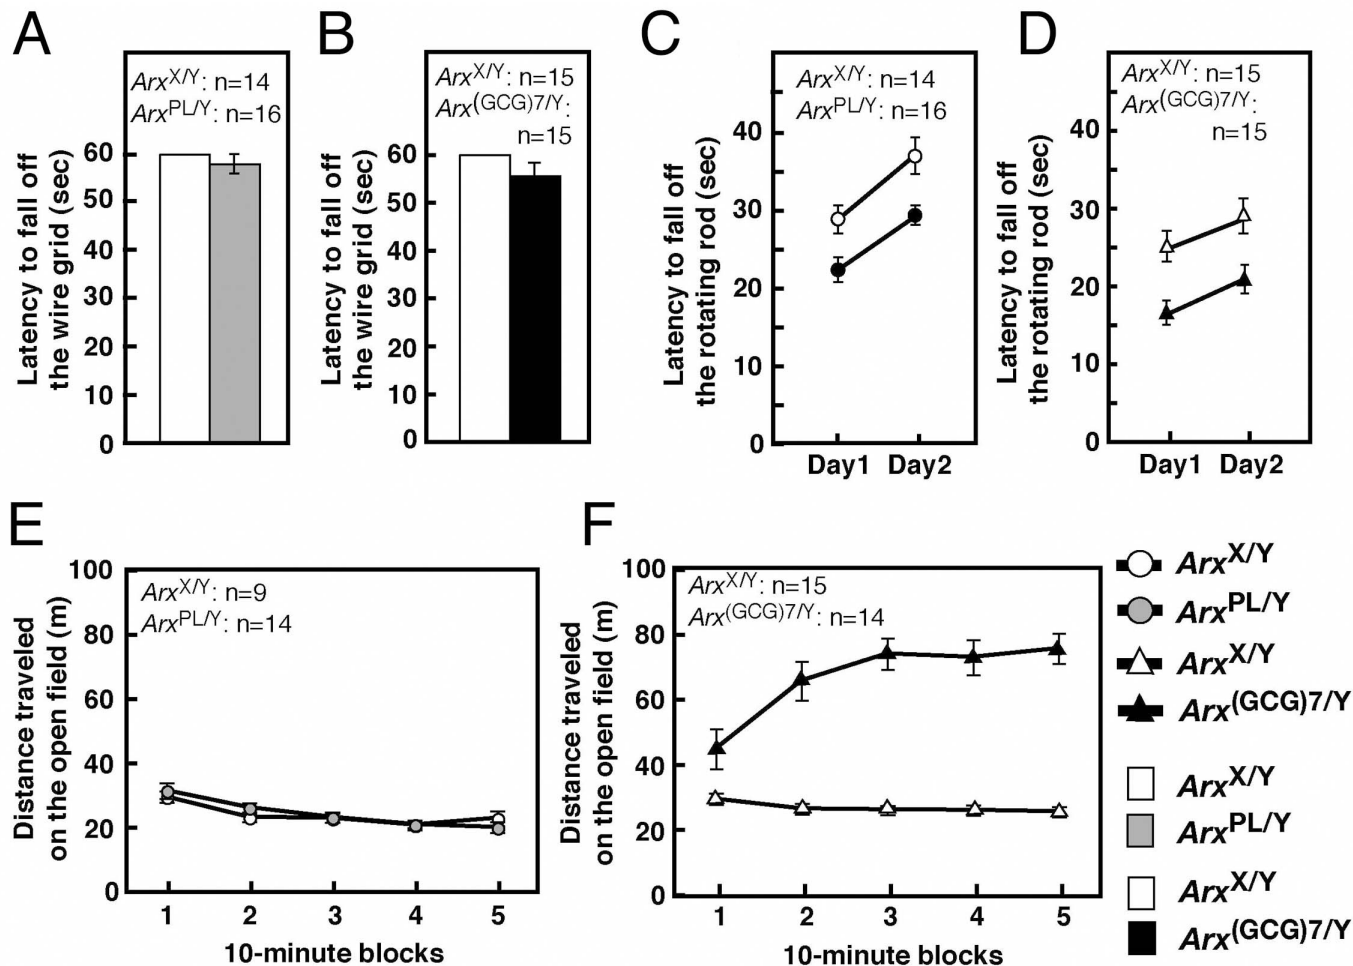 A
Arx^X/Y: n=14
Arx^PL/Y: n=16
Latency to fall off
the wire grid (sec)
60
50
40
30
20
10
0
B
Arx^X/Y: n=15
Arx^(GCG)7/Y:
n=15
Latency to fall off
the wire grid (sec)
60
50
40
30
20
10
0
C
Arx^X/Y: n=14
Arx^PL/Y: n=16
Latency to fall off
the rotating rod (sec)
40
30
20
10
0
Day1 Day2
D
Arx^X/Y: n=15
Arx^(GCG)7/Y:
n=15
Latency to fall off
the rotating rod (sec)
40
30
20
10
0
Day1 Day2
E
Arx^X/Y: n=9
Arx^PL/Y: n=14
Distance traveled
on the open field (m)
100
80
60
40
20
0
1 2 3 4 5
10-minute blocks
F
Arx^X/Y: n=15
Arx^(GCG)7/Y: n=14
Distance traveled
on the open field (m)
100
80
60
40
20
0
1 2 3 4 5
10-minute blocks
Arx^X/Y
Arx^PL/Y
Arx^X/Y
Arx^(GCG)7/Y
Arx^X/Y
Arx^PL/Y
Arx^X/Y
Arx^(GCG)7/Y